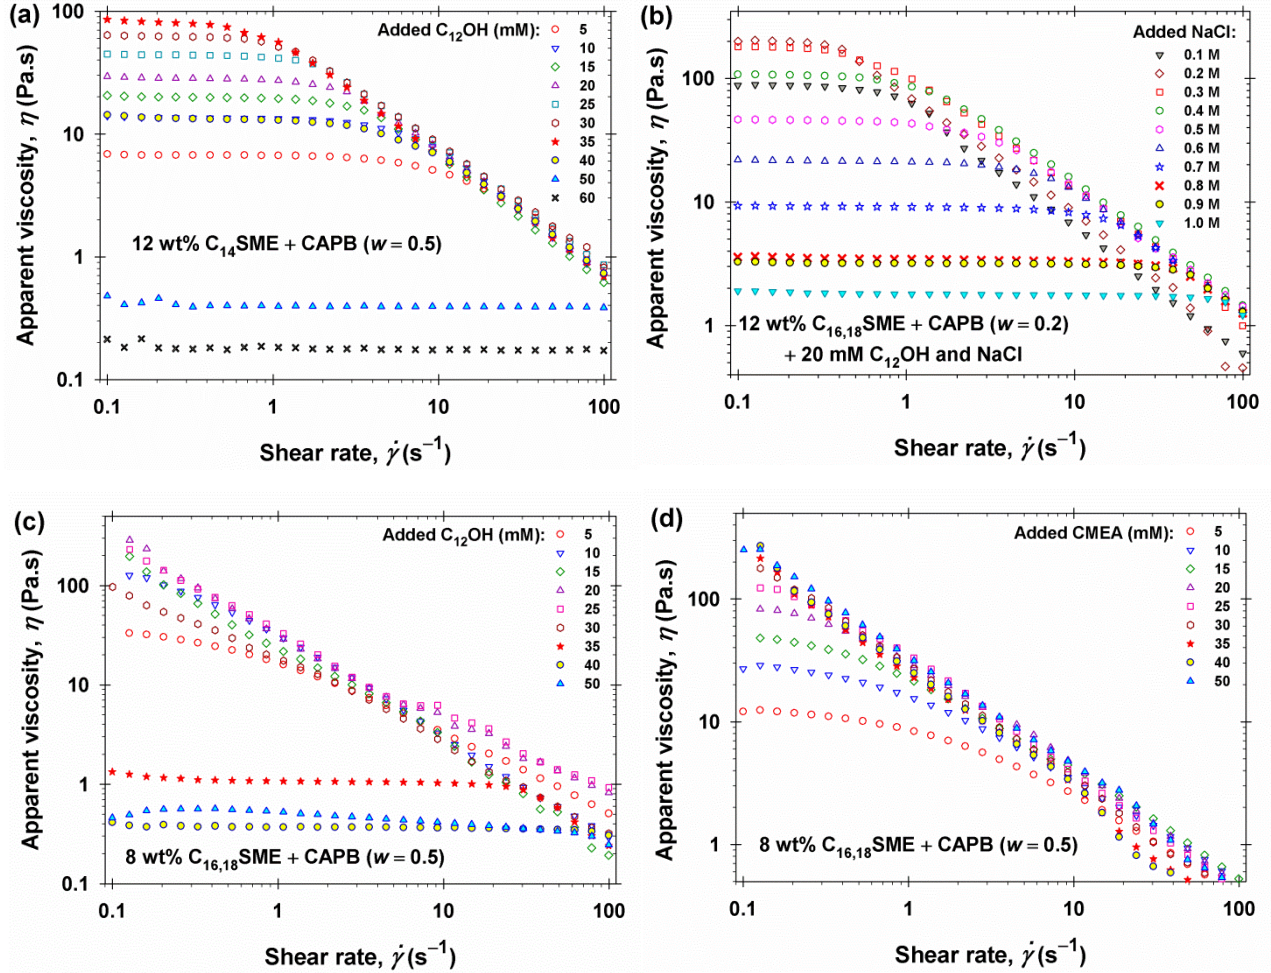 (a)
Added C₁₂OH (mM):
5
10
15
20
25
30
35
40
50
60
100
10
1
0.1
Apparent viscosity, η (Pa.s)
12 wt% C₁₄SME + CAPB (w = 0.5)
0.1
1
10
100
Shear rate, γ̇ (s⁻¹)
(b)
Added NaCl:
0.1 M
0.2 M
0.3 M
0.4 M
0.5 M
0.6 M
0.7 M
0.8 M
0.9 M
1.0 M
100
10
1
Apparent viscosity, η (Pa.s)
12 wt% C₁₆,₁₈SME + CAPB (w = 0.2)
+ 20 mM C₁₂OH and NaCl
0.1
1
10
100
Shear rate, γ̇ (s⁻¹)
(c)
Added C₁₂OH (mM):
5
10
15
20
25
30
35
40
50
100
10
1
0.1
Apparent viscosity, η (Pa.s)
8 wt% C₁₆,₁₈SME + CAPB (w = 0.5)
0.1
1
10
100
Shear rate, γ̇ (s⁻¹)
(d)
Added CMEA (mM):
5
10
15
20
25
30
35
40
50
100
10
1
Apparent viscosity, η (Pa.s)
8 wt% C₁₆,₁₈SME + CAPB (w = 0.5)
0.1
1
10
100
Shear rate, γ̇ (s⁻¹)